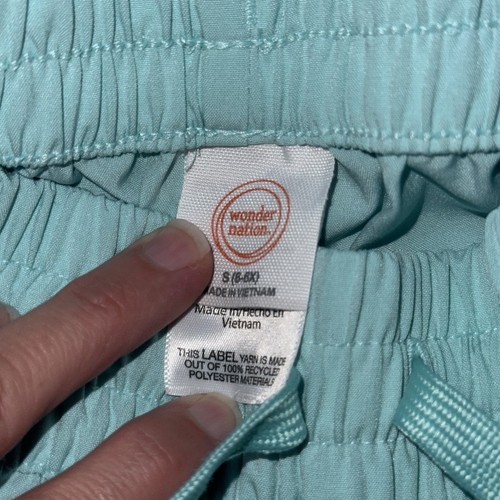 wonder
nation.
S (6-6X)
MADE IN VIETNAM
Made in/Hecho En
Vietnam
THIS LABEL YARN IS MADE
OUT OF 100% RECYCLED
POLYESTER MATERIALS